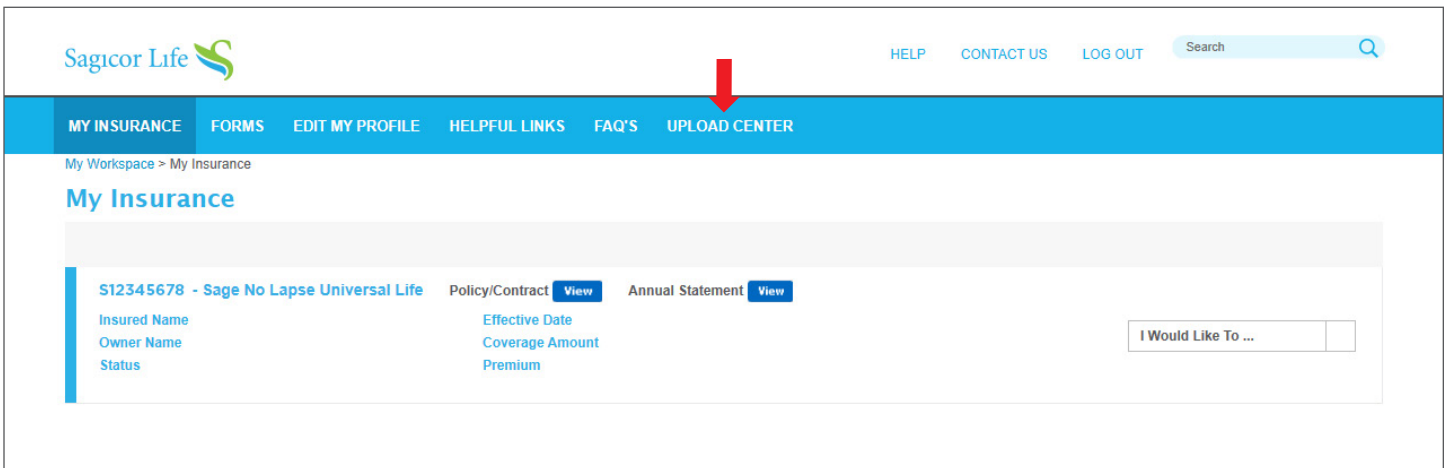 Sagicor Life
HELP CONTACT US LOG OUT Search
MY INSURANCE FORMS EDIT MY PROFILE HELPFUL LINKS FAQ'S UPLOAD CENTER
My Workspace > My Insurance
My Insurance
S12345678 - Sage No Lapse Universal Life Policy/Contract View Annual Statement View
Insured Name Effective Date
Owner Name Coverage Amount
Status Premium
I Would Like To ...